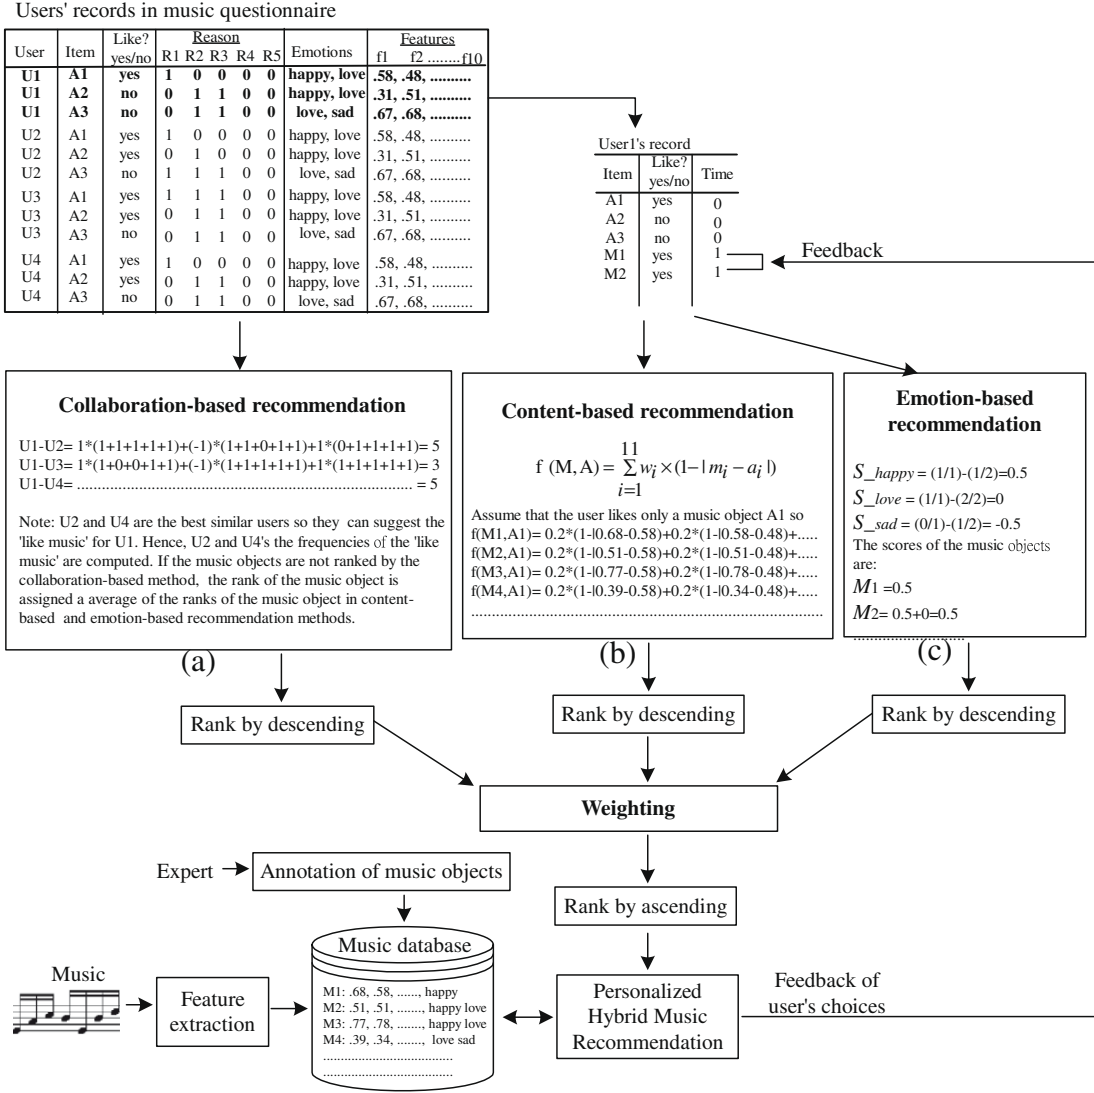 Users' records in music questionnaire
User Item Like? yes/no Reason R1 R2 R3 R4 R5 Emotions Features f1 f2 ........f10
U1 A1 yes 1 0 0 0 0 happy, love .58, .48, ..........
U1 A2 no 0 1 1 0 0 happy, love .31, .51, ..........
U1 A3 no 0 1 1 0 0 love, sad .67, .68, ..........
U2 A1 yes 1 0 0 0 0 happy, love .58, .48, ..........
U2 A2 yes 0 1 0 0 0 happy, love .31, .51, ..........
U2 A3 no 1 1 1 0 0 love, sad .67, .68, ..........
U3 A1 yes 1 1 1 0 0 happy, love .58, .48, ..........
U3 A2 yes 0 1 1 0 0 happy, love .31, .51, ..........
U3 A3 no 0 1 1 0 0 love, sad .67, .68, ..........
U4 A1 yes 1 0 0 0 0 happy, love .58, .48, ..........
U4 A2 yes 0 1 1 0 0 happy, love .31, .51, ..........
U4 A3 no 0 1 1 0 0 love, sad .67, .68, ..........
User1's record
Item Like? yes/no Time
A1 yes 0
A2 no 0
A3 no 0
M1 yes 1
M2 yes 1
Feedback
Collaboration-based recommendation
U1-U2= 1*(1+1+1+1+1)+(-1)*(1+1+0+1+1)+1*(0+1+1+1+1)= 5
U1-U3= 1*(1+0+0+1+1)+(-1)*(1+1+1+1+1)+1*(1+1+1+1+1)= 3
U1-U4= .................................................................................... = 5
Note: U2 and U4 are the best similar users so they can suggest the
'like music' for U1. Hence, U2 and U4's the frequencies of the 'like
music' are computed. If the music objects are not ranked by the
collaboration-based method, the rank of the music object is
assigned a average of the ranks of the music object in content-
based and emotion-based recommendation methods.
(a)
Content-based recommendation
f (M, A) = 11∑i=1 wi × (1− | mi − ai |)
Assume that the user likes only a music object A1 so
f(M1,A1)= 0.2*(1-l0.68-0.58)+0.2*(1-l0.58-0.48)+.....
f(M2,A1)= 0.2*(1-l0.51-0.58)+0.2*(1-l0.51-0.48)+.....
f(M3,A1)= 0.2*(1-l0.77-0.58)+0.2*(1-l0.78-0.48)+.....
f(M4,A1)= 0.2*(1-l0.39-0.58)+0.2*(1-l0.34-0.48)+.....
........................................................................................
(b)
Emotion-based
recommendation
S_happy = (1/1)-(1/2)=0.5
S_love = (1/1)-(2/2)=0
S_sad = (0/1)-(1/2)= -0.5
The scores of the music objects
are:
M1 =0.5
M2= 0.5+0=0.5
............................
(c)
Rank by descending
Rank by descending
Rank by descending
Weighting
Expert
Annotation of music objects
Rank by ascending
Music database
M1: .68, .58, ......, happy
M2: .51, .51, ......, happy love
M3: .77, .78, ......, happy love
M4: .39, .34, ......., love sad
.................................
.................................
Music
Feature
extraction
Personalized
Hybrid Music
Recommendation
Feedback of
user's choices